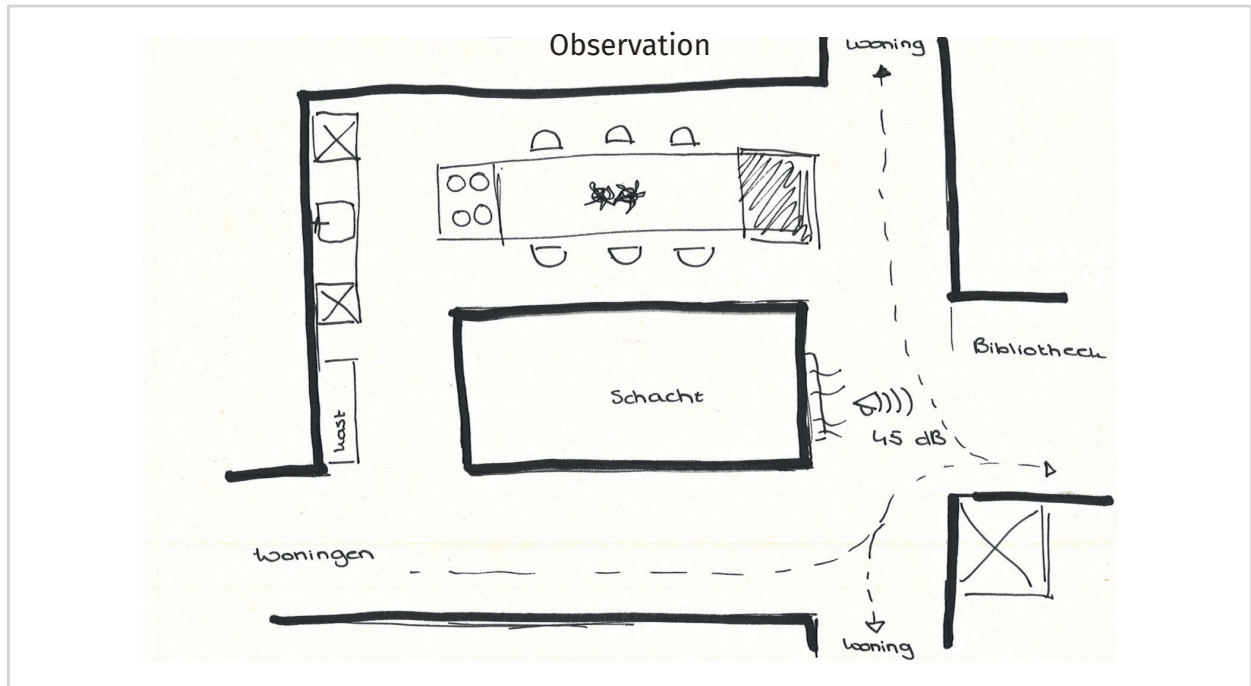 Observation
woning
Bibliotheek
Schacht
kast
45 dB
Woningen
woning